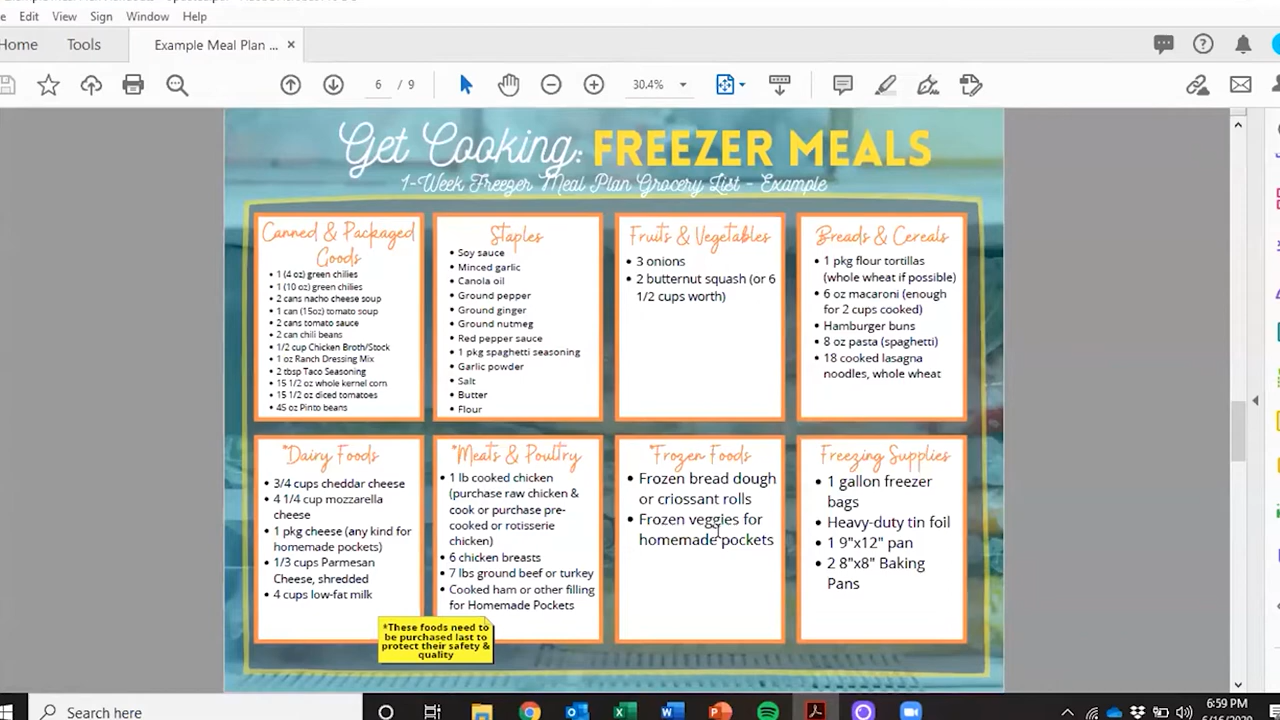 Edit View Sign Window Help
Home Tools Example Meal Plan ... ×
6 / 9 30.4%
Get Cooking: FREEZER MEALS
1-Week Freezer Meal Plan Grocery List - Example
Canned & Packaged
Goods
• 1 (4 oz) green chilies
• 1 (10 oz) green chilies
• 2 cans nacho cheese soup
• 1 can (15oz) tomato soup
• 2 cans tomato sauce
• 2 can chili beans
• 1/2 cup Chicken Broth/Stock
• 1 oz Ranch Dressing Mix
• 2 tbsp Taco Seasoning
• 15 1/2 oz whole kernel corn
• 15 1/2 oz diced tomatoes
• 45 oz Pinto beans
Staples
• Soy sauce
• Minced garlic
• Canola oil
• Ground pepper
• Ground ginger
• Ground nutmeg
• Red pepper sauce
• 1 pkg spaghetti seasoning
• Garlic powder
• Salt
• Butter
• Flour
Fruits & Vegetables
• 3 onions
• 2 butternut squash (or 6
1/2 cups worth)
Breads & Cereals
• 1 pkg flour tortillas
(whole wheat if possible)
• 6 oz macaroni (enough
for 2 cups cooked)
• Hamburger buns
• 8 oz pasta (spaghetti)
• 18 cooked lasagna
noodles, whole wheat
*Dairy Foods
• 3/4 cups cheddar cheese
• 4 1/4 cup mozzarella
cheese
• 1 pkg cheese (any kind for
homemade pockets)
• 1/3 cups Parmesan
Cheese, shredded
• 4 cups low-fat milk
*Meats & Poultry
• 1 lb cooked chicken
(purchase raw chicken &
cook or purchase pre-
cooked or rotisserie
chicken)
• 6 chicken breasts
• 7 lbs ground beef or turkey
• Cooked ham or other filling
for Homemade Pockets
*These foods need to
be purchased last to
protect their safety &
quality
*Frozen Foods
• Frozen bread dough
or criossant rolls
• Frozen veggies for
homemade pockets
Freezing Supplies
• 1 gallon freezer
bags
• Heavy-duty tin foil
• 1 9"x12" pan
• 2 8"x8" Baking
Pans
Search here
6:59 PM